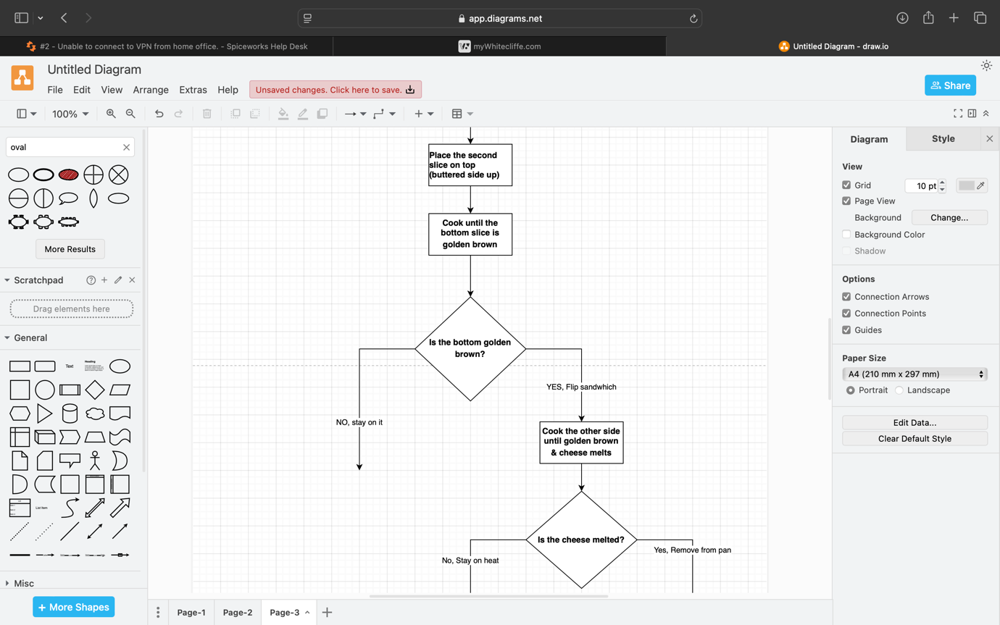 app.diagrams.net
#2 - Unable to connect to VPN from home office. - Spiceworks Help Desk
myWhitecliffe.com
Untitled Diagram - draw.io
Untitled Diagram
File Edit View Arrange Extras Help
Unsaved changes. Click here to save.
Share
100%
oval
More Results
Scratchpad
Drag elements here
General
Text
Heading
List Item
Misc
+ More Shapes
Place the second
slice on top
(buttered side up)
Cook until the
bottom slice is
golden brown
Is the bottom golden
brown?
YES, Flip sandwhich
NO, stay on it
Cook the other side
until golden brown
& cheese melts
Is the cheese melted?
No, Stay on heat
Yes, Remove from pan
Page-1 Page-2 Page-3
Diagram Style
View
Grid 10 pt
Page View
Background Change...
Background Color
Shadow
Options
Connection Arrows
Connection Points
Guides
Paper Size
A4 (210 mm x 297 mm)
Portrait Landscape
Edit Data...
Clear Default Style